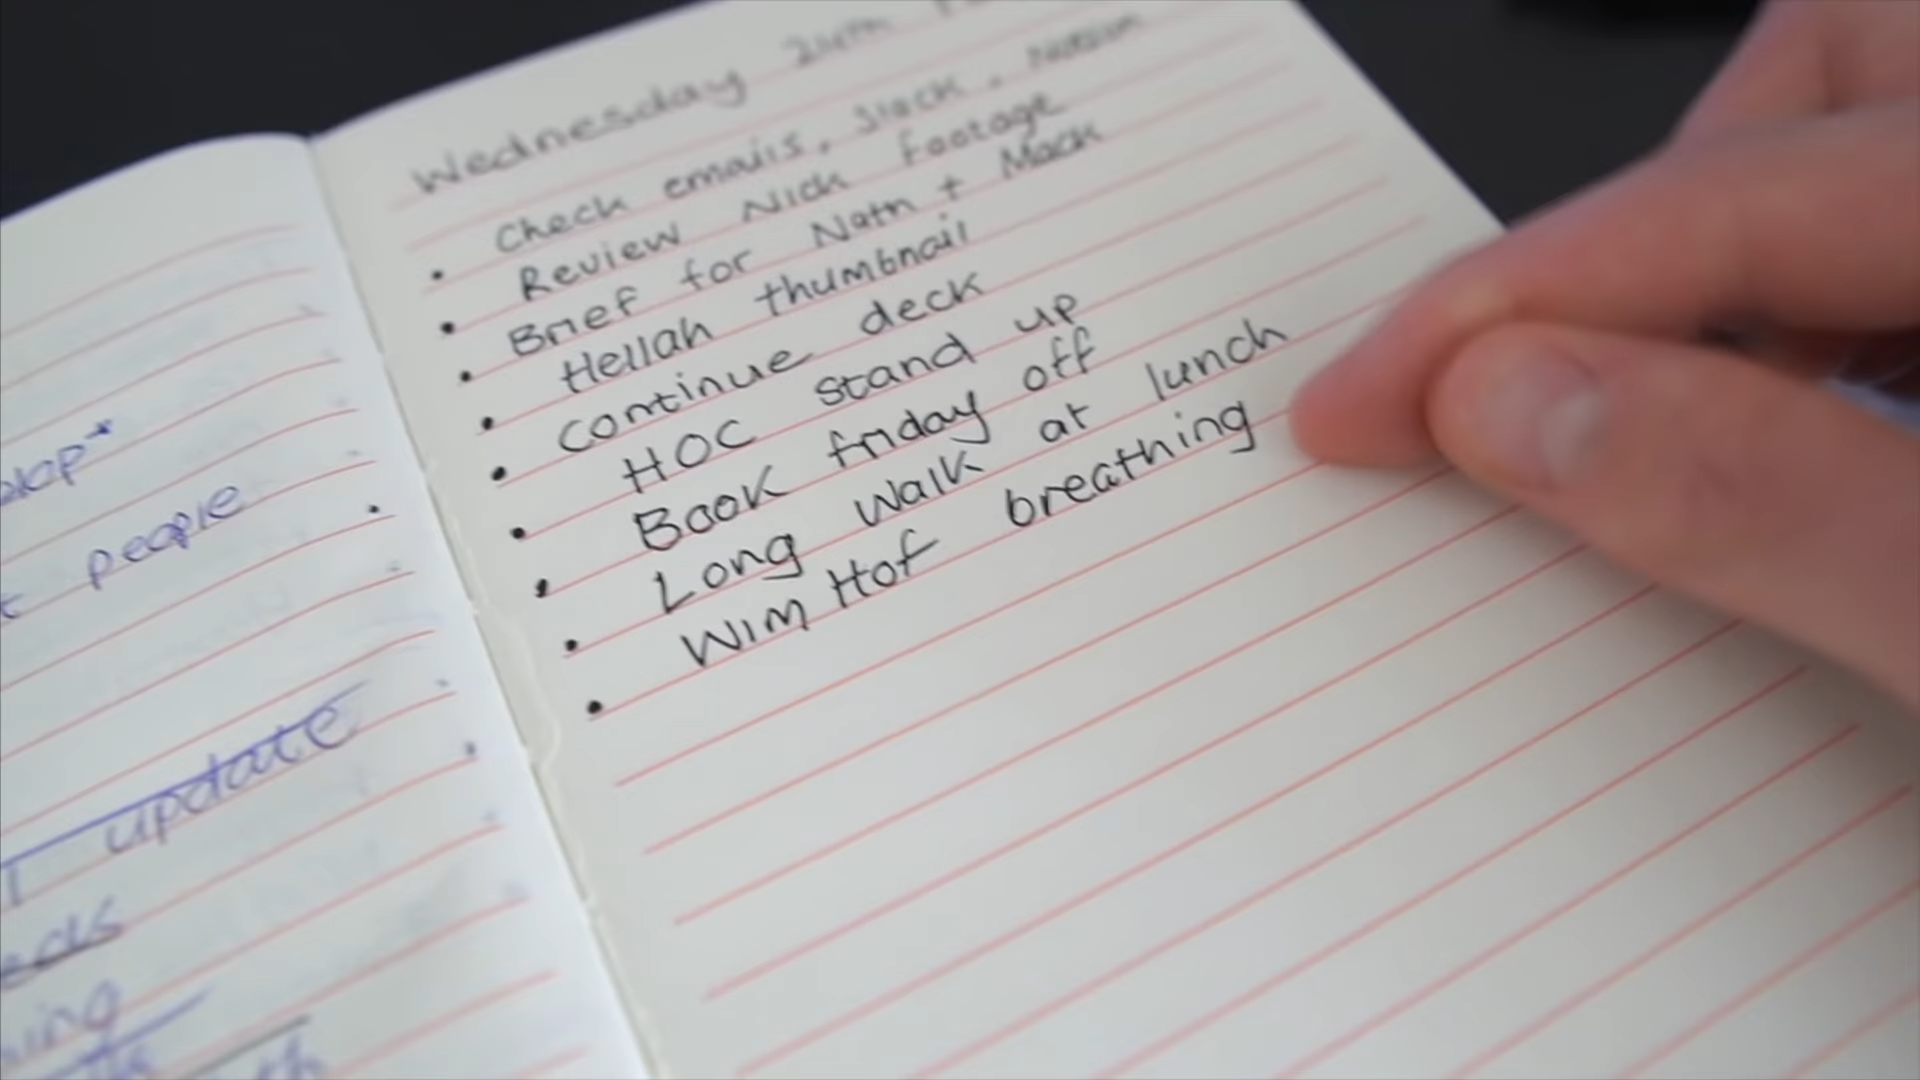 people
update
Wednesday 24th
Check emails, Slack, Notion
Review Nick footage
Brief for Nath + Mack
Hellah thumbnail
Continue deck
HOC stand up
Book friday off
Long walk at lunch
Wim Hof breathing